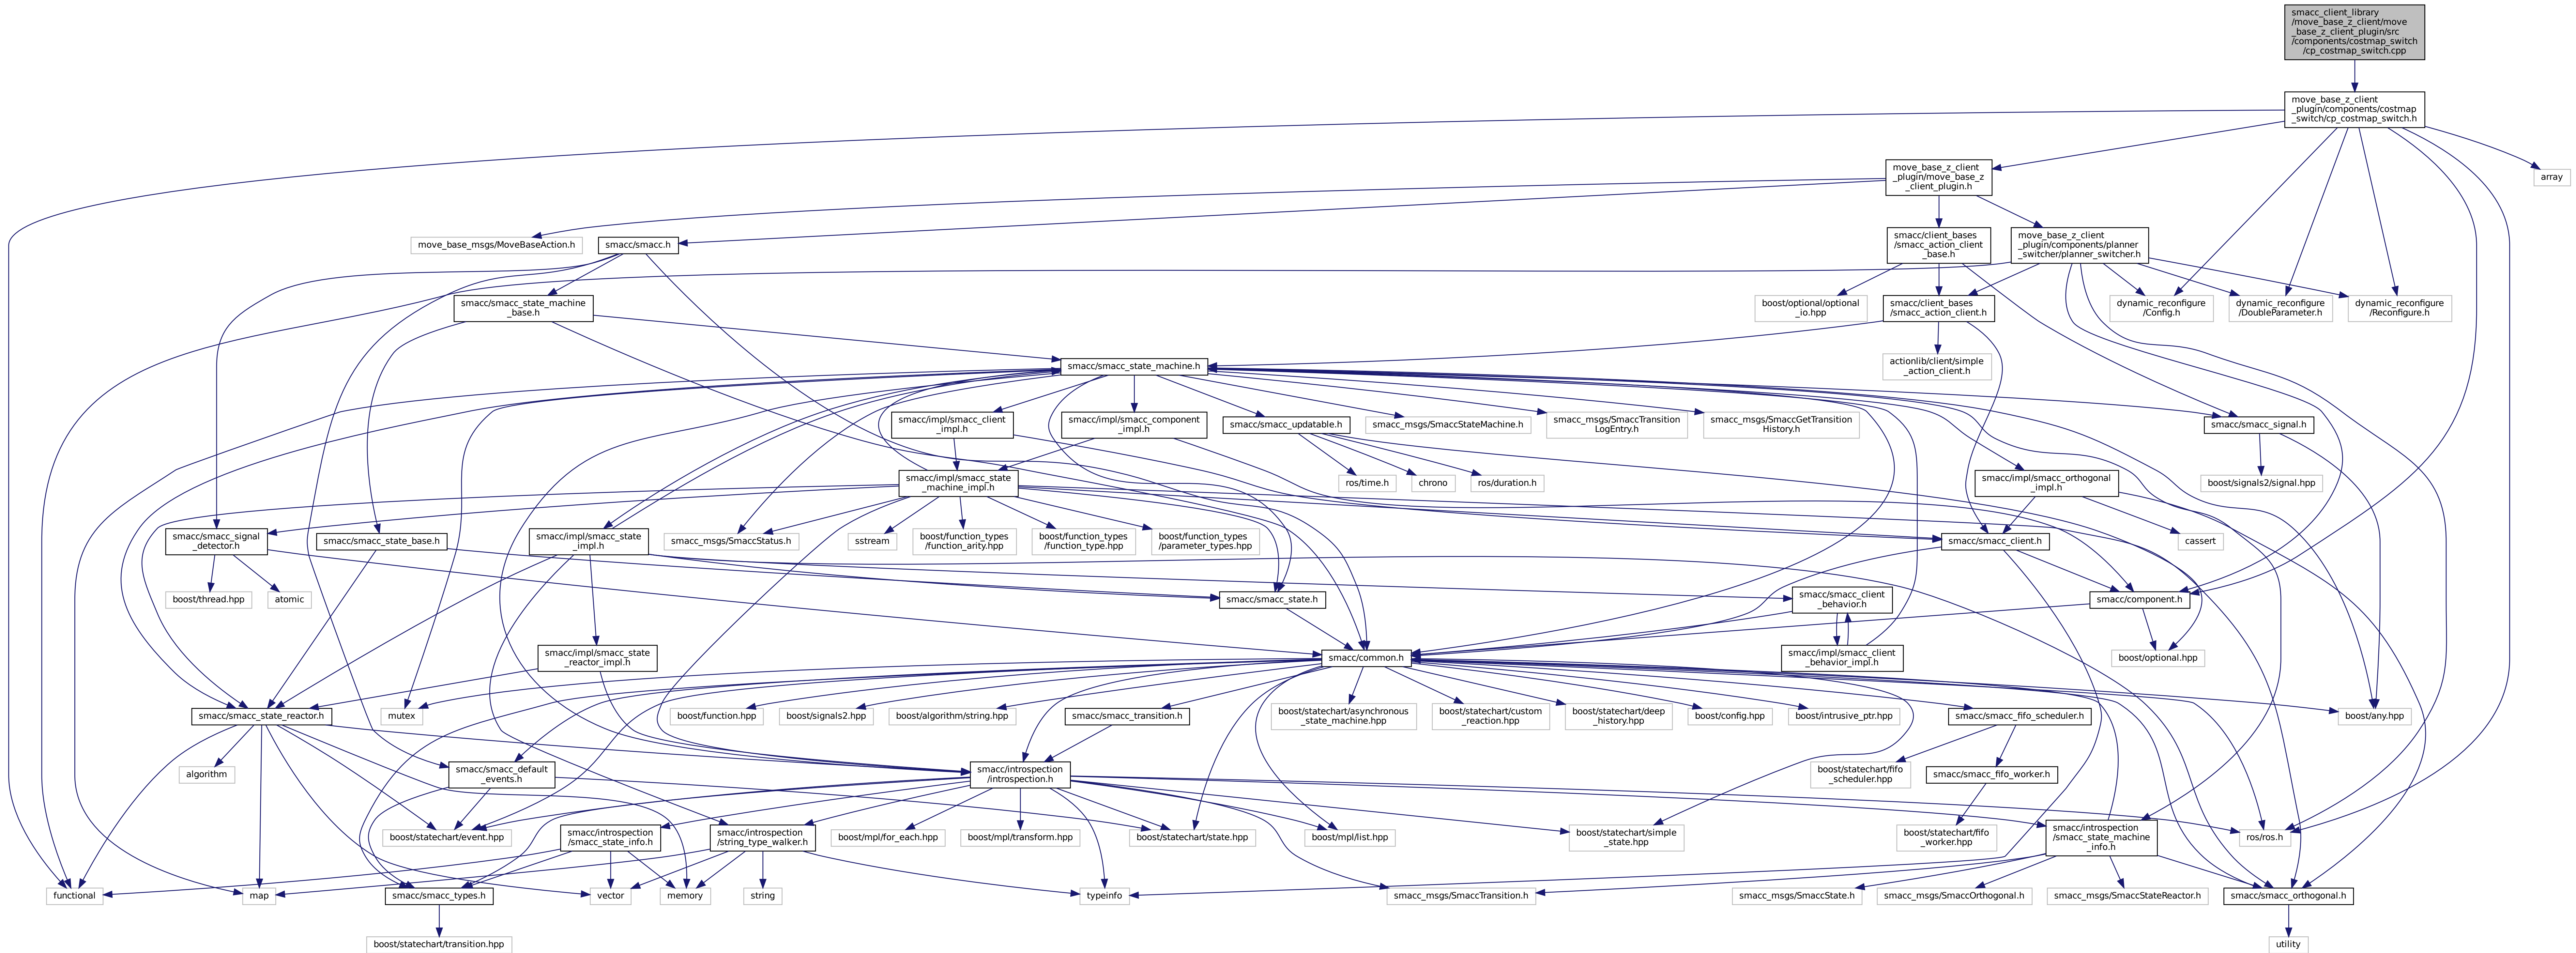 smacc_client_library
/move_base_z_client/move
_base_z_client_plugin/src
/components/costmap_switch
/cp_costmap_switch.cpp
move_base_z_client
_plugin/components/costmap
_switch/cp_costmap_switch.h
move_base_z_client
_plugin/move_base_z
_client_plugin.h
array
move_base_msgs/MoveBaseAction.h
smacc/smacc.h
smacc/client_bases
/smacc_action_client
_base.h
move_base_z_client
_plugin/components/planner
_switcher/planner_switcher.h
smacc/smacc_state_machine
_base.h
boost/optional/optional
_io.hpp
smacc/client_bases
/smacc_action_client.h
dynamic_reconfigure
/Config.h
dynamic_reconfigure
/DoubleParameter.h
dynamic_reconfigure
/Reconfigure.h
smacc/smacc_state_machine.h
actionlib/client/simple
_action_client.h
smacc/impl/smacc_client
_impl.h
smacc/impl/smacc_component
_impl.h
smacc/smacc_updatable.h
smacc_msgs/SmaccStateMachine.h
smacc_msgs/SmaccTransition
LogEntry.h
smacc_msgs/SmaccGetTransition
History.h
smacc/smacc_signal.h
smacc/impl/smacc_state
_machine_impl.h
ros/time.h
chrono
ros/duration.h
smacc/impl/smacc_orthogonal
_impl.h
boost/signals2/signal.hpp
smacc/smacc_signal
_detector.h
smacc/smacc_state_base.h
smacc/impl/smacc_state
_impl.h
smacc_msgs/SmaccStatus.h
sstream
boost/function_types
/function_arity.hpp
boost/function_types
/function_type.hpp
boost/function_types
/parameter_types.hpp
smacc/smacc_client.h
cassert
boost/thread.hpp
atomic
smacc/smacc_state.h
smacc/smacc_client
_behavior.h
smacc/component.h
smacc/impl/smacc_state
_reactor_impl.h
smacc/common.h
smacc/impl/smacc_client
_behavior_impl.h
boost/optional.hpp
smacc/smacc_state_reactor.h
mutex
boost/function.hpp
boost/signals2.hpp
boost/algorithm/string.hpp
smacc/smacc_transition.h
boost/statechart/asynchronous
_state_machine.hpp
boost/statechart/custom
_reaction.hpp
boost/statechart/deep
_history.hpp
boost/config.hpp
boost/intrusive_ptr.hpp
smacc/smacc_fifo_scheduler.h
boost/any.hpp
algorithm
smacc/smacc_default
_events.h
smacc/introspection
/introspection.h
boost/statechart/fifo
_scheduler.hpp
smacc/smacc_fifo_worker.h
boost/statechart/event.hpp
smacc/introspection
/smacc_state_info.h
smacc/introspection
/string_type_walker.h
boost/mpl/for_each.hpp
boost/mpl/transform.hpp
boost/statechart/state.hpp
boost/mpl/list.hpp
boost/statechart/simple
_state.hpp
boost/statechart/fifo
_worker.hpp
smacc/introspection
/smacc_state_machine
_info.h
ros/ros.h
functional
map
smacc/smacc_types.h
vector
memory
string
typeinfo
smacc_msgs/SmaccTransition.h
smacc_msgs/SmaccState.h
smacc_msgs/SmaccOrthogonal.h
smacc_msgs/SmaccStateReactor.h
smacc/smacc_orthogonal.h
boost/statechart/transition.hpp
utility